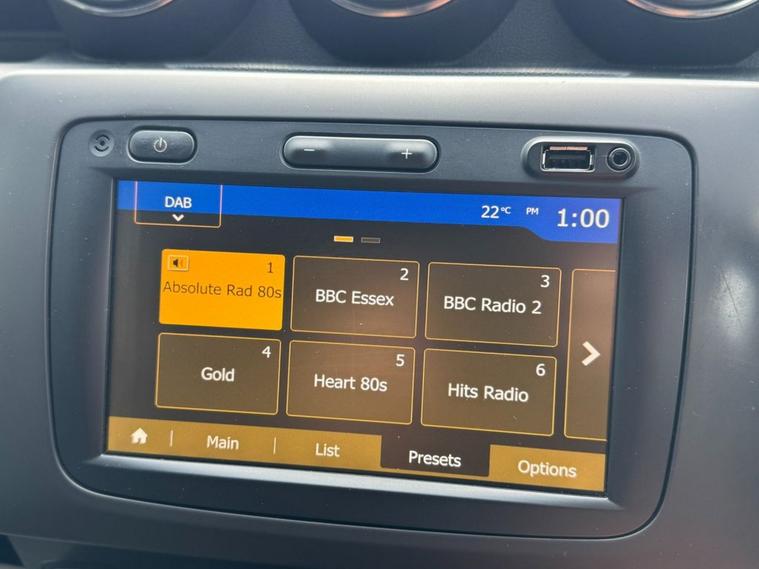 − +
DAB
22°C PM 1:00
1
Absolute Rad 80s
2
BBC Essex
3
BBC Radio 2
4
Gold
5
Heart 80s
6
Hits Radio
Main
List
Presets
Options